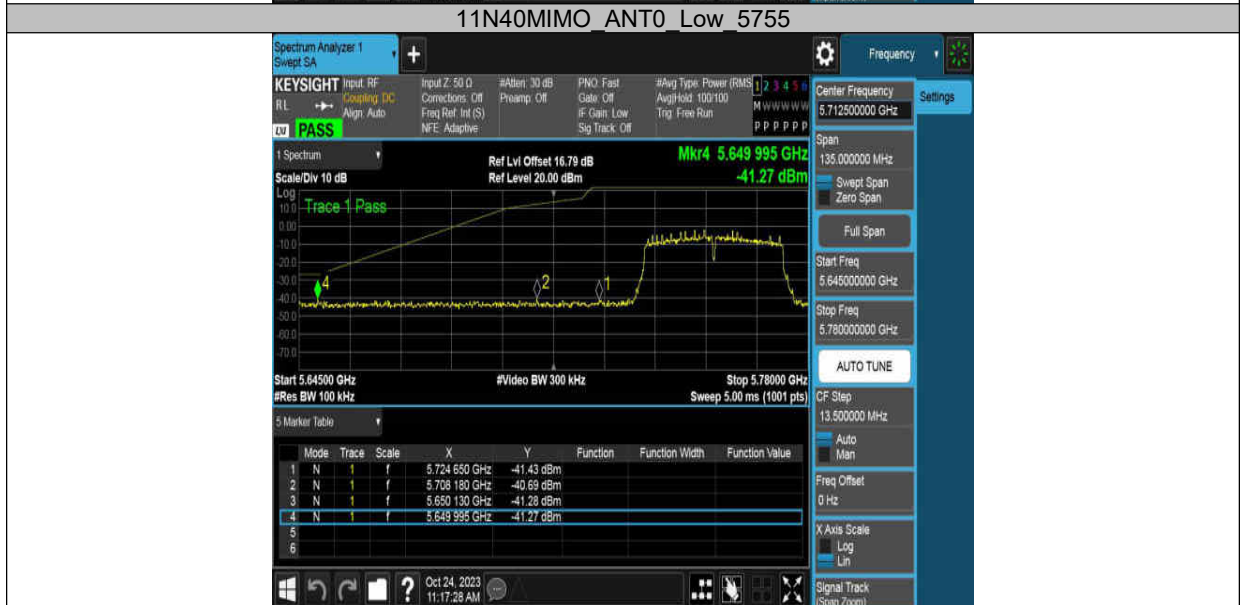 11N40MIMO_ANT0_Low_5755
Spectrum Analyzer 1
Swept SA
+
Frequency
KEYSIGHT Input: RF
RL
Coupling: DC
Align: Auto
LXI PASS
Input Z: 50 Ω
Corrections: Off
Freq Ref: Int (S)
NFE: Adaptive
#Atten: 30 dB
Preamp: Off
PNO: Fast
Gate: Off
IF Gain: Low
Sig Track: Off
#Avg Type: Power (RMS
Avg|Hold: 100/100
Trig: Free Run
1 2 3 4 5 6
M W W W W W
P P P P P P
1 Spectrum
Scale/Div 10 dB
Ref Lvl Offset 16.79 dB
Ref Level 20.00 dBm
Mkr4 5.649 995 GHz
-41.27 dBm
Log
Trace 1 Pass
10.0
0.00
-10.0
-20.0
-30.0
-40.0
-50.0
-60.0
-70.0
4
2
1
Start 5.64500 GHz
#Video BW 300 kHz
Stop 5.78000 GHz
#Res BW 100 kHz
Sweep 5.00 ms (1001 pts)
5 Marker Table
Mode Trace Scale X Y Function Function Width Function Value
1 N 1 f 5.724 650 GHz -41.43 dBm
2 N 1 f 5.708 180 GHz -40.69 dBm
3 N 1 f 5.650 130 GHz -41.28 dBm
4 N 1 f 5.649 995 GHz -41.27 dBm
5
6
Oct 24, 2023
11:17:28 AM
?
Center Frequency
5.712500000 GHz
Settings
Span
135.000000 MHz
Swept Span
Zero Span
Full Span
Start Freq
5.645000000 GHz
Stop Freq
5.780000000 GHz
AUTO TUNE
CF Step
13.500000 MHz
Auto
Man
Freq Offset
0 Hz
X Axis Scale
Log
Lin
Signal Track
(Span Zoom)